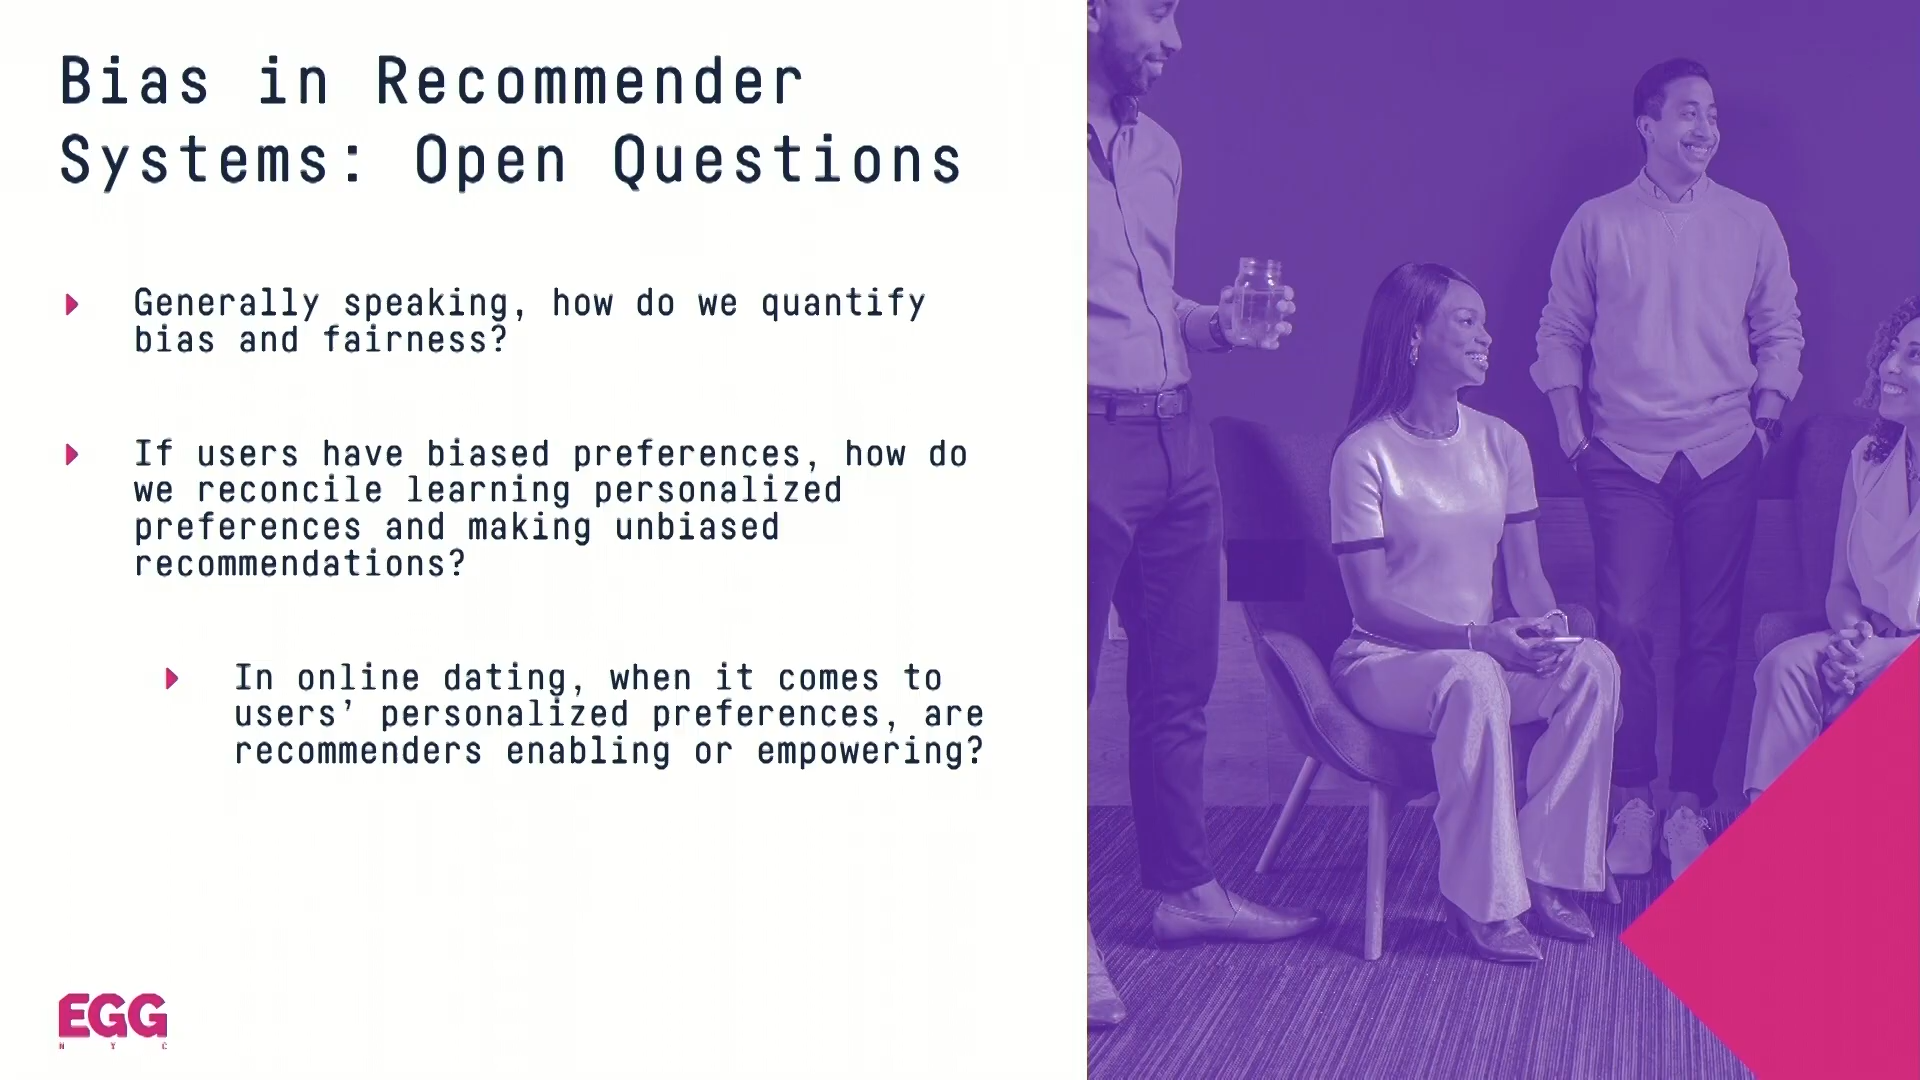 Bias in Recommender
Systems: Open Questions
Generally speaking, how do we quantify
bias and fairness?
If users have biased preferences, how do
we reconcile learning personalized
preferences and making unbiased
recommendations?
In online dating, when it comes to
users’ personalized preferences, are
recommenders enabling or empowering?
EGG
N Y C